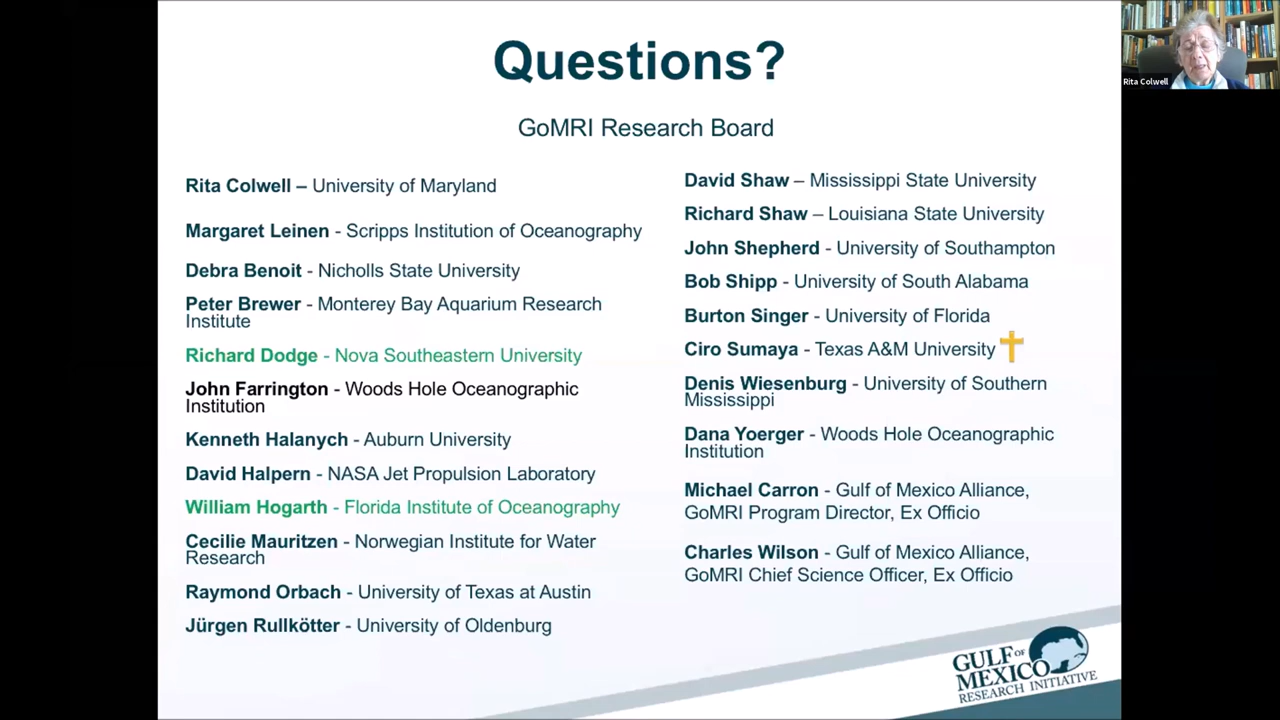 Questions?
GoMRI Research Board
Rita Colwell – University of Maryland
Margaret Leinen - Scripps Institution of Oceanography
Debra Benoit - Nicholls State University
Peter Brewer - Monterey Bay Aquarium Research
Institute
Richard Dodge - Nova Southeastern University
John Farrington - Woods Hole Oceanographic
Institution
Kenneth Halanych - Auburn University
David Halpern - NASA Jet Propulsion Laboratory
William Hogarth - Florida Institute of Oceanography
Cecilie Mauritzen - Norwegian Institute for Water
Research
Raymond Orbach - University of Texas at Austin
Jürgen Rullkötter - University of Oldenburg
David Shaw – Mississippi State University
Richard Shaw – Louisiana State University
John Shepherd - University of Southampton
Bob Shipp - University of South Alabama
Burton Singer - University of Florida
Ciro Sumaya - Texas A&M University
Denis Wiesenburg - University of Southern
Mississippi
Dana Yoerger - Woods Hole Oceanographic
Institution
Michael Carron - Gulf of Mexico Alliance,
GoMRI Program Director, Ex Officio
Charles Wilson - Gulf of Mexico Alliance,
GoMRI Chief Science Officer, Ex Officio
GULF OF
MEXICO
RESEARCH INITIATIVE
Rita Colwell